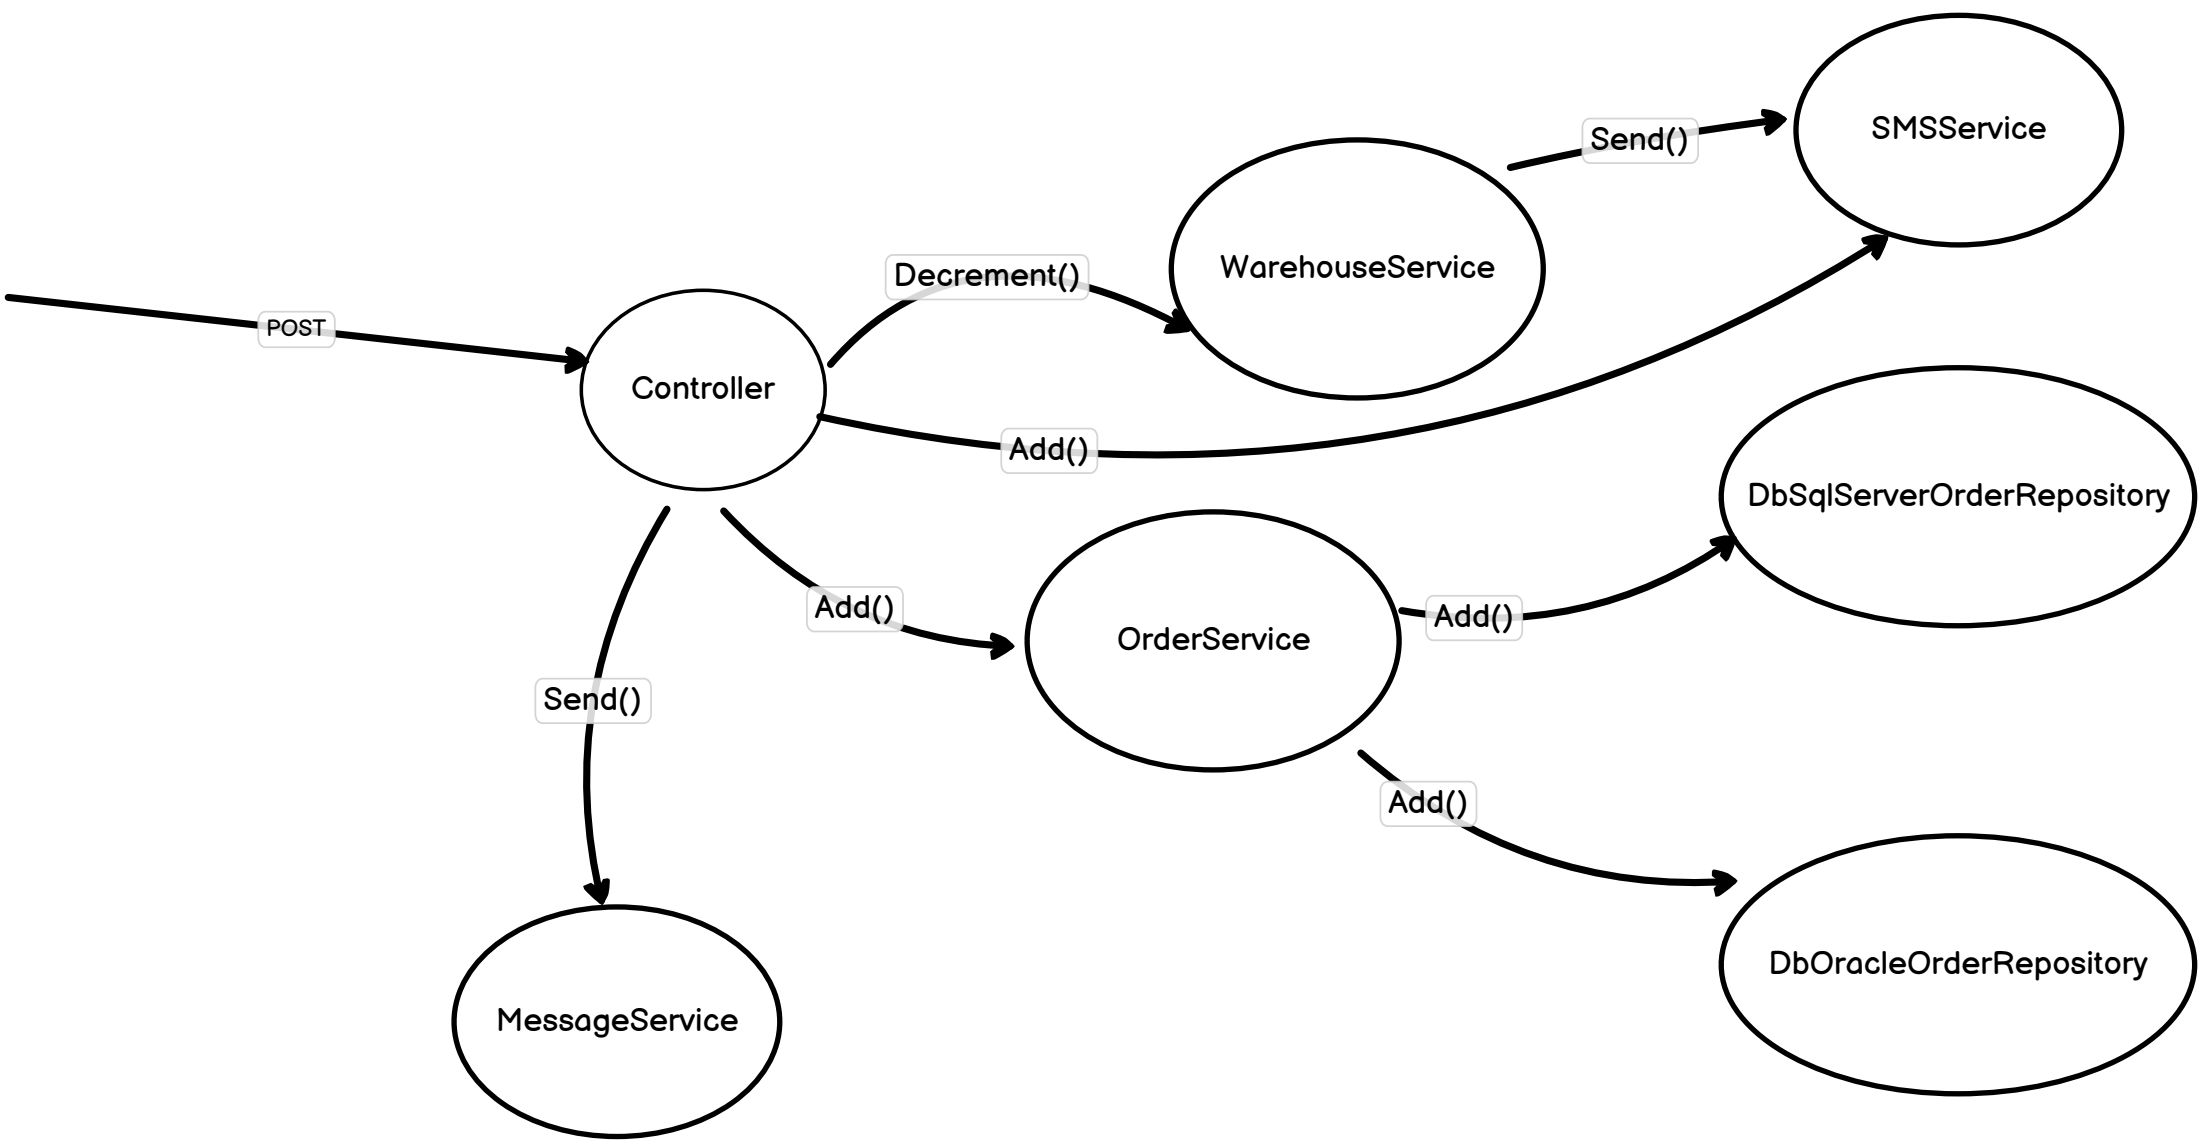 SMSService
Send()
WarehouseService
Decrement()
POST
Controller
Add()
DbSqlServerOrderRepository
Add()
Add()
OrderService
Send()
Add()
DbOracleOrderRepository
MessageService